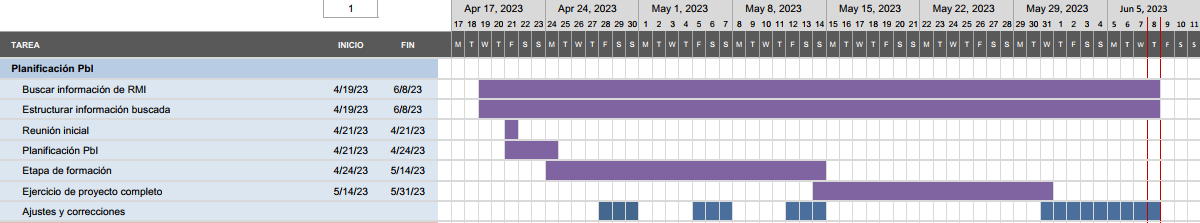 1
Apr 17, 2023 Apr 24, 2023 May 1, 2023 May 8, 2023 May 15, 2023 May 22, 2023 May 29, 2023 Jun 5, 2023
17 18 19 20 21 22 23 24 25 26 27 28 29 30 1 2 3 4 5 6 7 8 9 10 11 12 13 14 15 16 17 18 19 20 21 22 23 24 25 26 27 28 29 30 31 1 2 3 4 5 6 7 8 9 10 11
TAREA INICIO FIN M T W T F S S M T W T F S S M T W T F S S M T W T F S S M T W T F S S M T W T F S S M T W T F S S M T W T F S S
Planificación Pbl
Buscar información de RMI 4/19/23 6/8/23
Estructurar información buscada 4/19/23 6/8/23
Reunión inicial 4/21/23 4/21/23
Planificación Pbl 4/21/23 4/24/23
Etapa de formación 4/24/23 5/14/23
Ejercicio de proyecto completo 5/14/23 5/31/23
Ajustes y correcciones